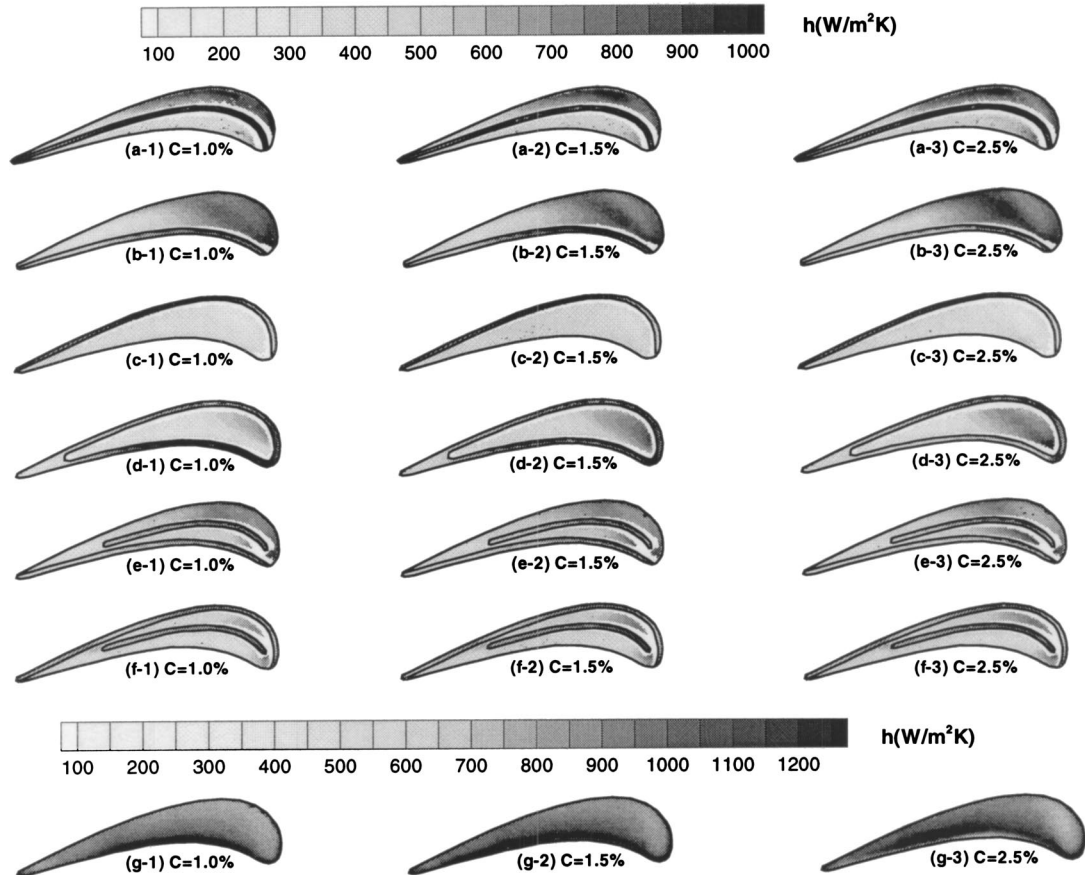 h(W/m²K)
100 200 300 400 500 600 700 800 900 1000
(a-1) C=1.0% (a-2) C=1.5% (a-3) C=2.5%
(b-1) C=1.0% (b-2) C=1.5% (b-3) C=2.5%
(c-1) C=1.0% (c-2) C=1.5% (c-3) C=2.5%
(d-1) C=1.0% (d-2) C=1.5% (d-3) C=2.5%
(e-1) C=1.0% (e-2) C=1.5% (e-3) C=2.5%
(f-1) C=1.0% (f-2) C=1.5% (f-3) C=2.5%
h(W/m²K)
100 200 300 400 500 600 700 800 900 1000 1100 1200
(g-1) C=1.0% (g-2) C=1.5% (g-3) C=2.5%